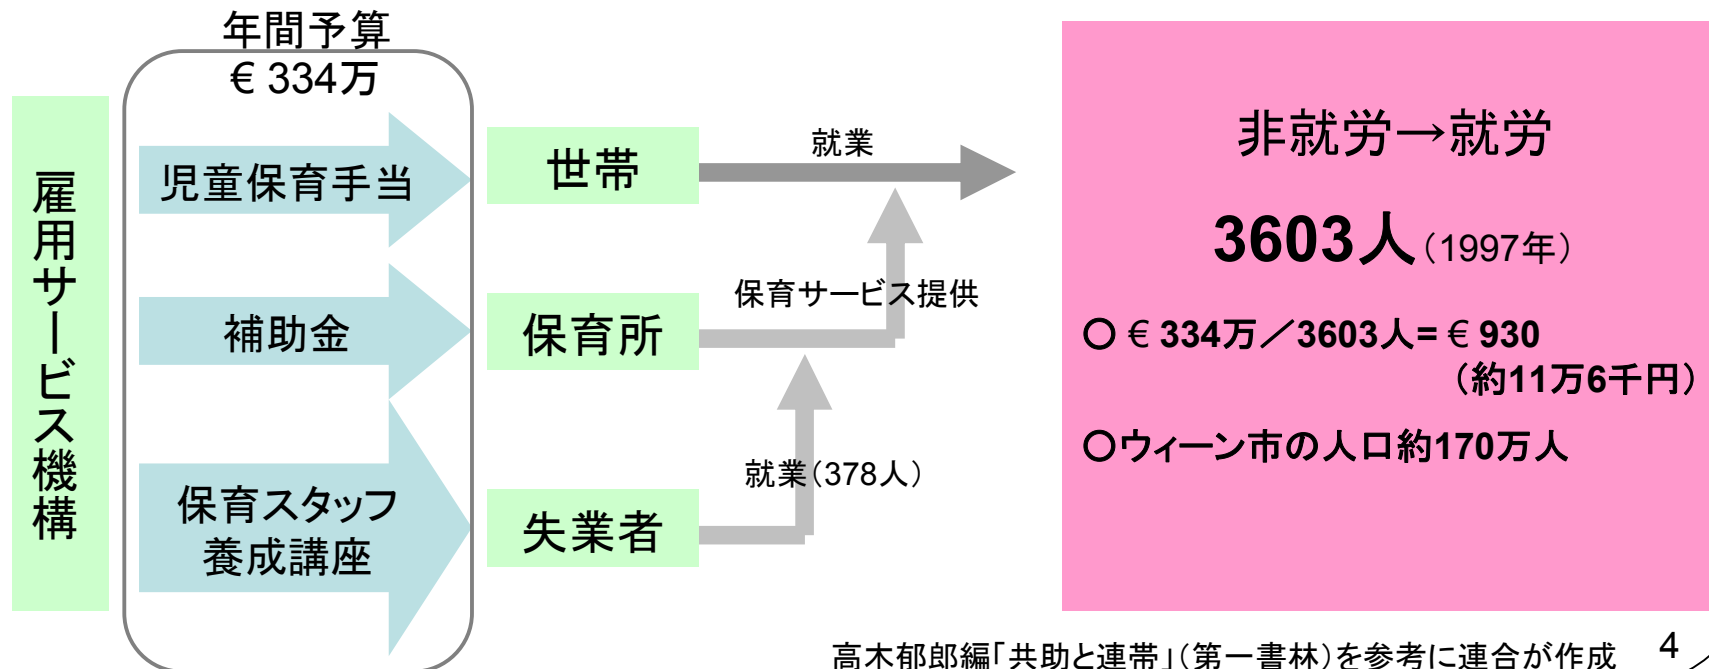 年間予算
€ 334万
雇用サービス機構
児童保育手当
補助金
保育スタッフ
養成講座
世帯
保育所
失業者
就業
保育サービス提供
就業(378人)
非就労→就労
3603人(1997年)
○ € 334万／3603人= € 930
(約11万6千円)
○ウィーン市の人口約170万人
高木郁郎編「共助と連帯」(第一書林)を参考に連合が作成
4／